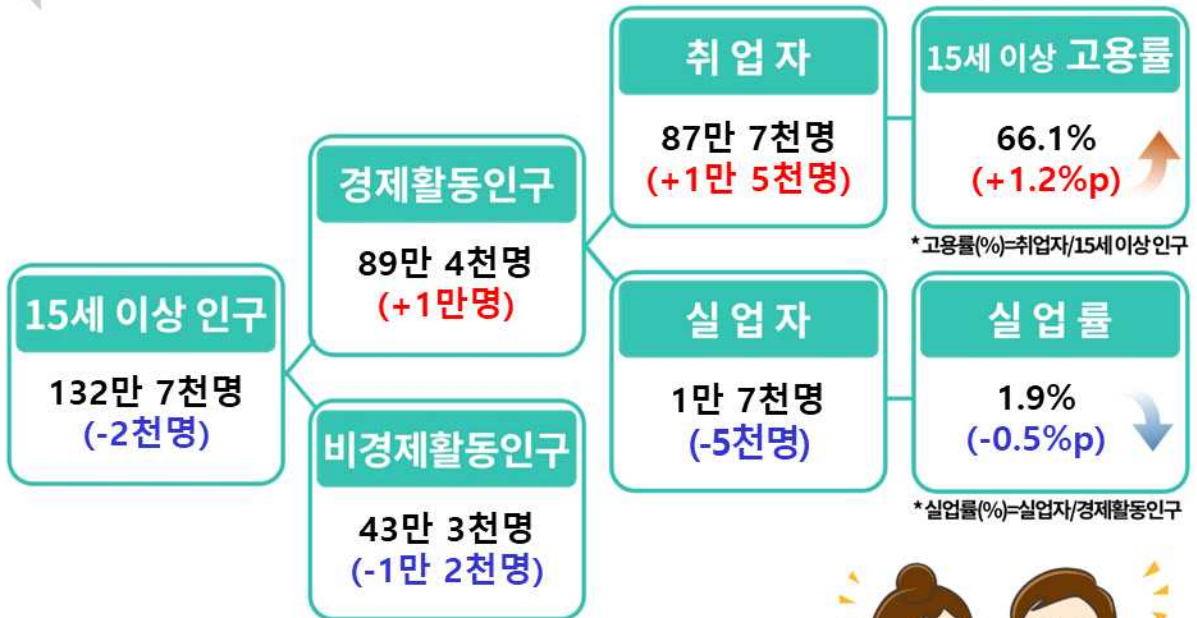 취업자
87만 7천명
(+1만 5천명)
15세 이상 고용률
66.1%
(+1.2%p)
* 고용률(%)=취업자/15세 이상 인구
경제활동인구
89만 4천명
(+1만명)
15세 이상 인구
132만 7천명
(-2천명)
실업자
1만 7천명
(-5천명)
실업률
1.9%
(-0.5%p)
* 실업률(%)=실업자/경제활동인구
비경제활동인구
43만 3천명
(-1만 2천명)